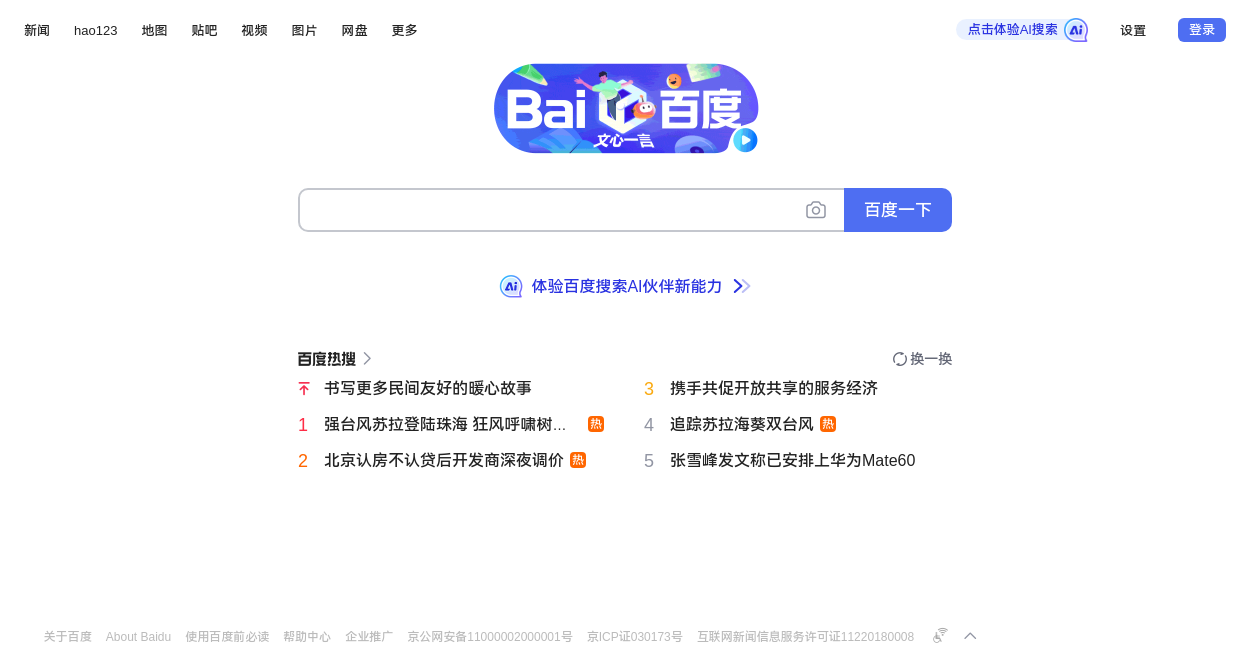 新闻 hao123 地图 贴吧 视频 图片 网盘 更多 点击体验AI搜索 Ai 设置 登录
Bai 百度
文心一言
百度一下
Ai 体验百度搜索AI伙伴新能力
百度热搜 换一换
书写更多民间友好的暖心故事
3 携手共促开放共享的服务经济
1 强台风苏拉登陆珠海 狂风呼啸树... 热
4 追踪苏拉海葵双台风 热
2 北京认房不认贷后开发商深夜调价 热
5 张雪峰发文称已安排上华为Mate60
关于百度 About Baidu 使用百度前必读 帮助中心 企业推广 京公网安备11000002000001号 京ICP证030173号 互联网新闻信息服务许可证11220180008